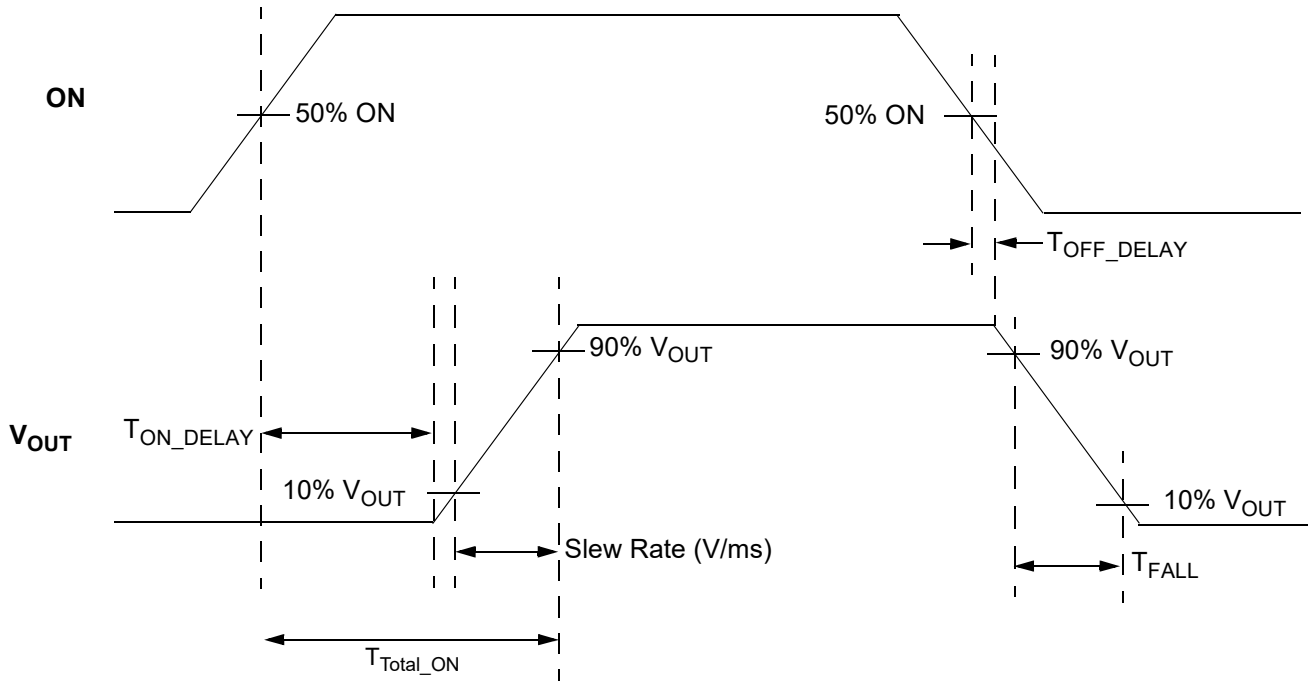 ON
50% ON
50% ON
TOFF_DELAY
90% VOUT
90% VOUT
VOUT
TON_DELAY
10% VOUT
10% VOUT
Slew Rate (V/ms)
TFALL
TTotal_ON